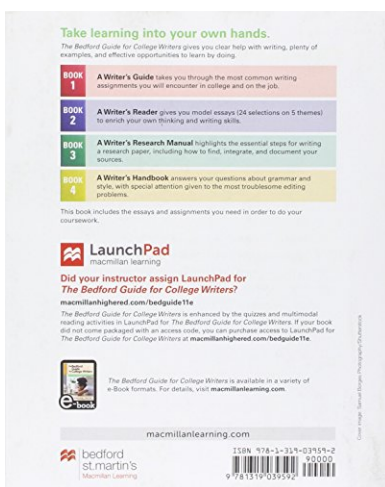 Take learning into your own hands.
The Bedford Guide for College Writers gives you clear help with writing, plenty of
examples, and effective opportunities to learn by doing.
BOOK
1
A Writer's Guide takes you through the most common writing
assignments you will encounter in college and on the job.
BOOK
2
A Writer's Reader gives you model essays (24 selections on 5 themes)
to enrich your own thinking and writing skills.
BOOK
3
A Writer's Research Manual highlights the essential steps for writing
a research paper, including how to find, integrate, and document your
sources.
BOOK
4
A Writer's Handbook answers your questions about grammar and
style, with special attention given to the most troublesome editing
problems.
This book includes the essays and assignments you need in order to do your
coursework.
LaunchPad
macmillan learning
Did your instructor assign LaunchPad for
The Bedford Guide for College Writers?
macmillanhighered.com/bedguide11e
The Bedford Guide for College Writers is enhanced by the quizzes and multimodal
reading activities in LaunchPad for The Bedford Guide for College Writers. If your book
did not come packaged with an access code, you can purchase access to LaunchPad for
The Bedford Guide for College Writers at macmillanhighered.com/bedguide11e.
e-book
The Bedford Guide for College Writers is available in a variety of
e-Book formats. For details, visit macmillanlearning.com.
Cover image: Samuel Borges Photography/Shutterstock
macmillanlearning.com
bedford
st.martin's
Macmillan Learning
ISBN 978-1-319-03959-2
90000
9 781319 039592